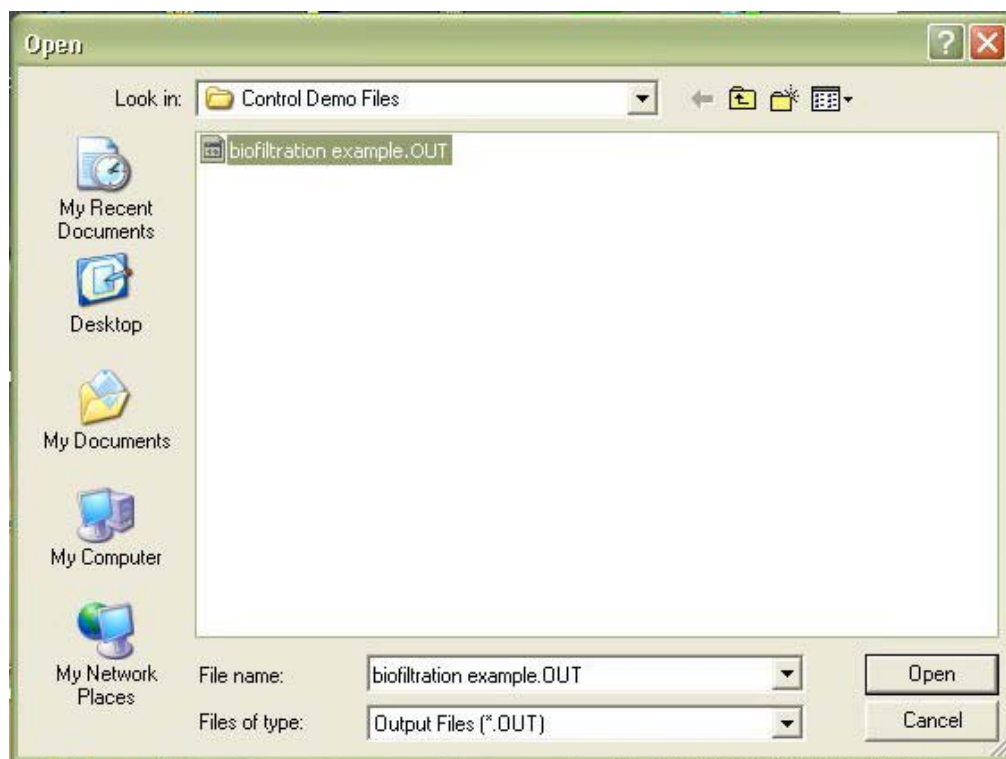 Open
Look in:
Control Demo Files
biofiltration example.OUT
My Recent
Documents
Desktop
My Documents
My Computer
My Network
Places
File name:
biofiltration example.OUT
Open
Files of type:
Output Files (*.OUT)
Cancel